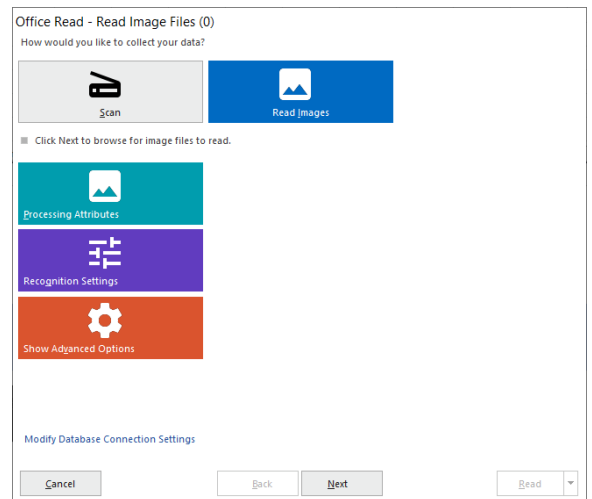 Office Read - Read Image Files (0)
How would you like to collect your data?
Scan
Read Images
Click Next to browse for image files to read.
Processing Attributes
Recognition Settings
Show Advanced Options
Modify Database Connection Settings
Cancel Back Next Read